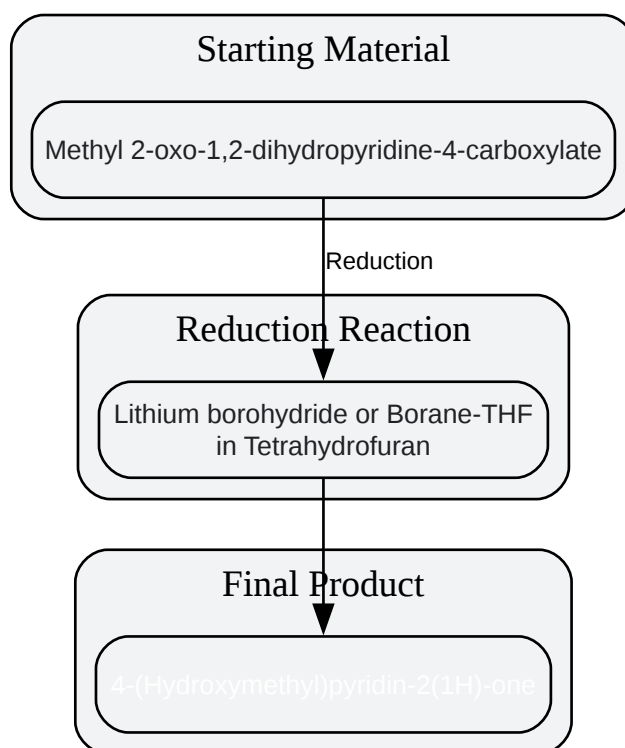 Starting Material
Methyl 2-oxo-1,2-dihydropyridine-4-carboxylate
Reduction
Reduction Reaction
Lithium borohydride or Borane-THF
in Tetrahydrofuran
Final Product
4-(Hydroxymethyl)pyridin-2(1H)-one